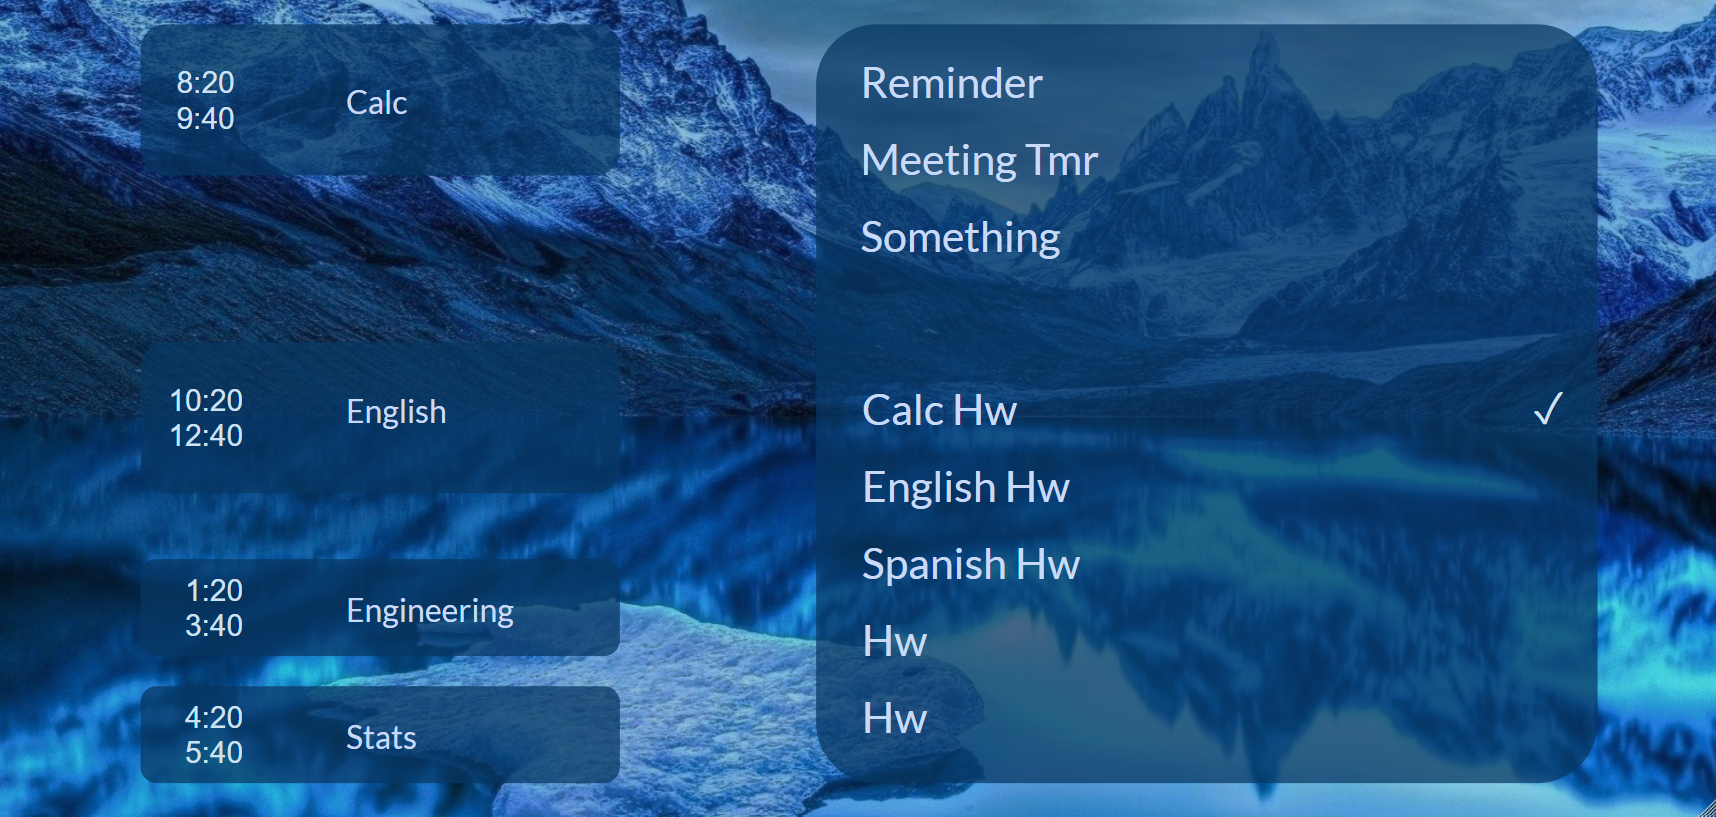 8:20
9:40
Calc
10:20
12:40
English
1:20
3:40
Engineering
4:20
5:40
Stats
Reminder
Meeting Tmr
Something
Calc Hw ✓
English Hw
Spanish Hw
Hw
Hw